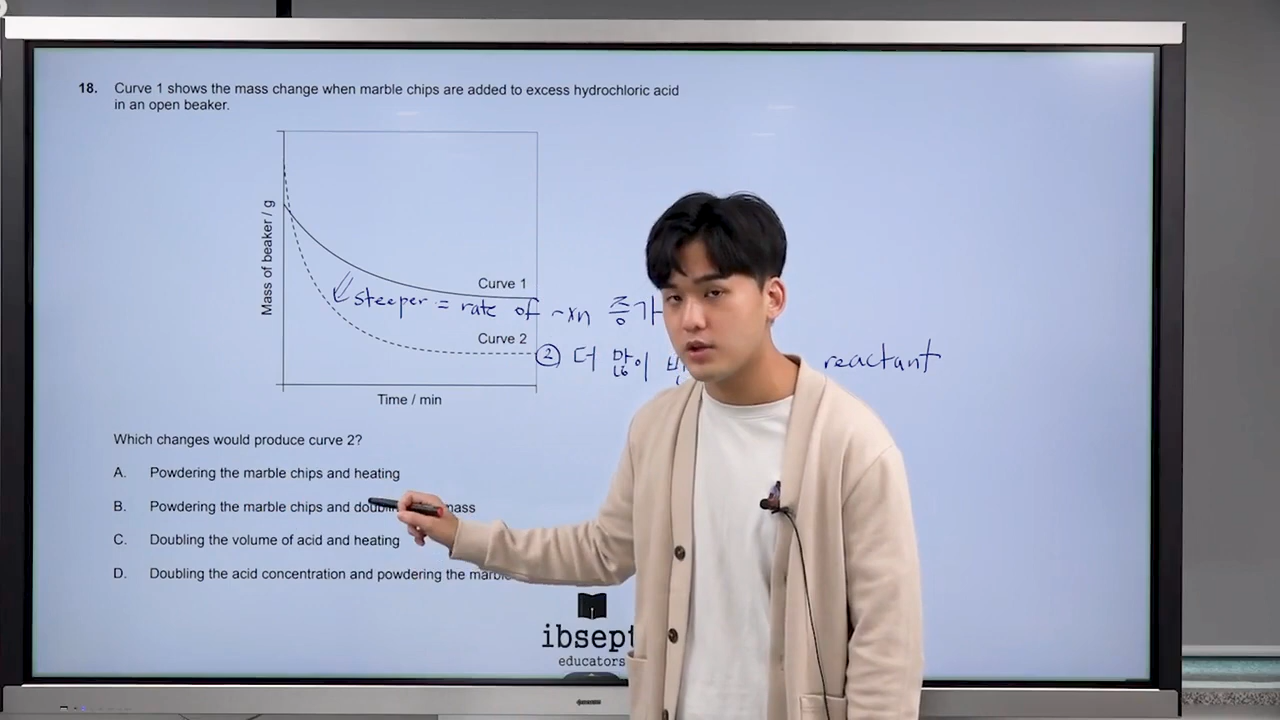 18. Curve 1 shows the mass change when marble chips are added to excess hydrochloric acid
in an open beaker.
Mass of beaker / g
Curve 1
steeper = rate of rxn 증가
Curve 2
② 더 많이 reactant
Time / min
Which changes would produce curve 2?
A. Powdering the marble chips and heating
B. Powdering the marble chips and mass
C. Doubling the volume of acid and heating
D. Doubling the acid concentration and powdering the
ibsept
educators